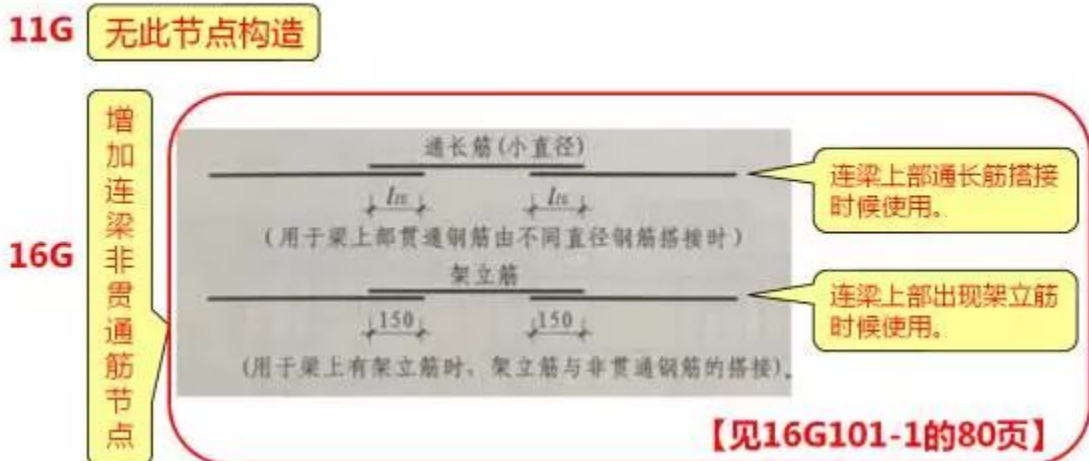 11G
无此节点构造
16G
增加连梁非贯通筋节点
通长筋(小直径)
llE
llE
(用于梁上部贯通钢筋由不同直径钢筋搭接时)
连梁上部通长筋搭接
时候使用。
架立筋
150
150
(用于梁上有架立筋时，架立筋与非贯通钢筋的搭接)。
连梁上部出现架立筋
时候使用。
【见16G101-1的80页】